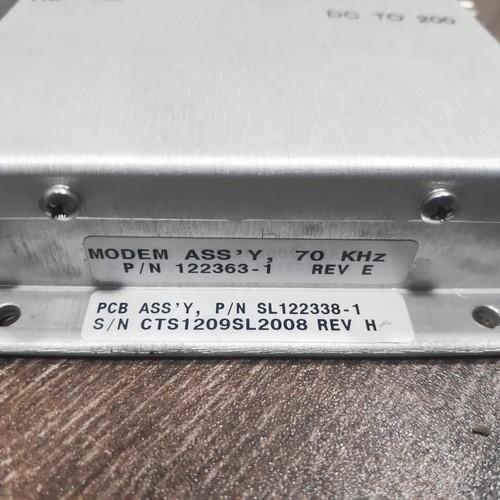 DC TO 200
MODEM ASS'Y, 70 KHz
P/N 122363-1 REV E
PCB ASS'Y, P/N SL122338-1
S/N CTS1209SL2008 REV H